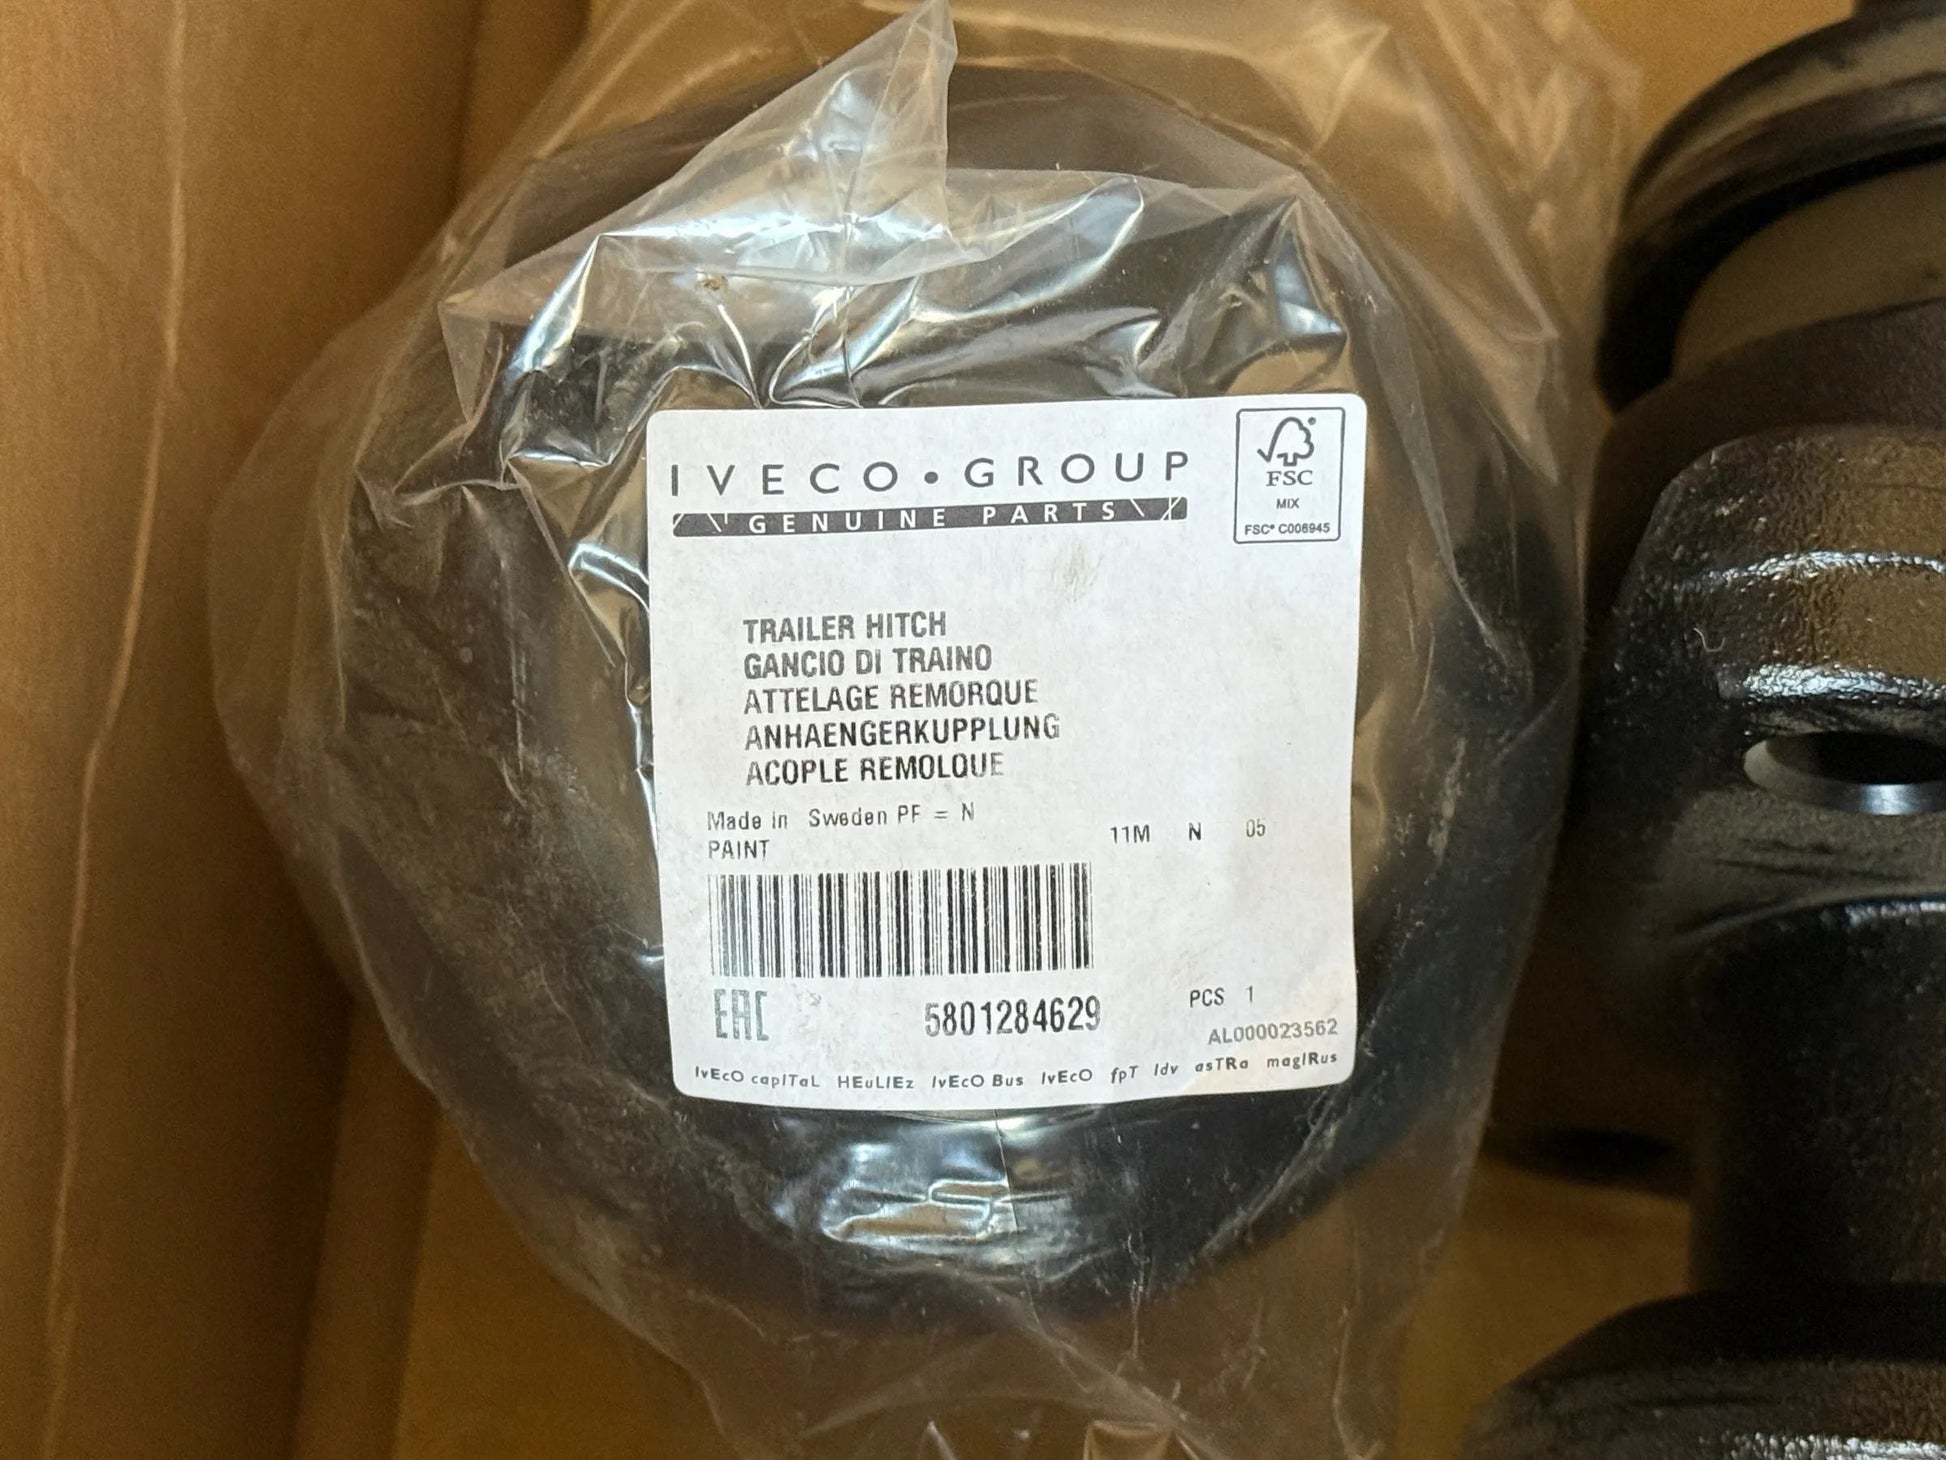 IVECO • GROUP
GENUINE PARTS
FSC
MIX
FSC® C006945
TRAILER HITCH
GANCIO DI TRAINO
ATTELAGE REMORQUE
ANHAENGERKUPPLUNG
ACOPLE REMOLQUE
Made in Sweden PF = N
PAINT
11M N 05
EAC 5801284629
PCS 1
AL000023562
IvEcO capITaL HEuLIEz IvEcO Bus IvEcO fpT Idv asTRa magIRus